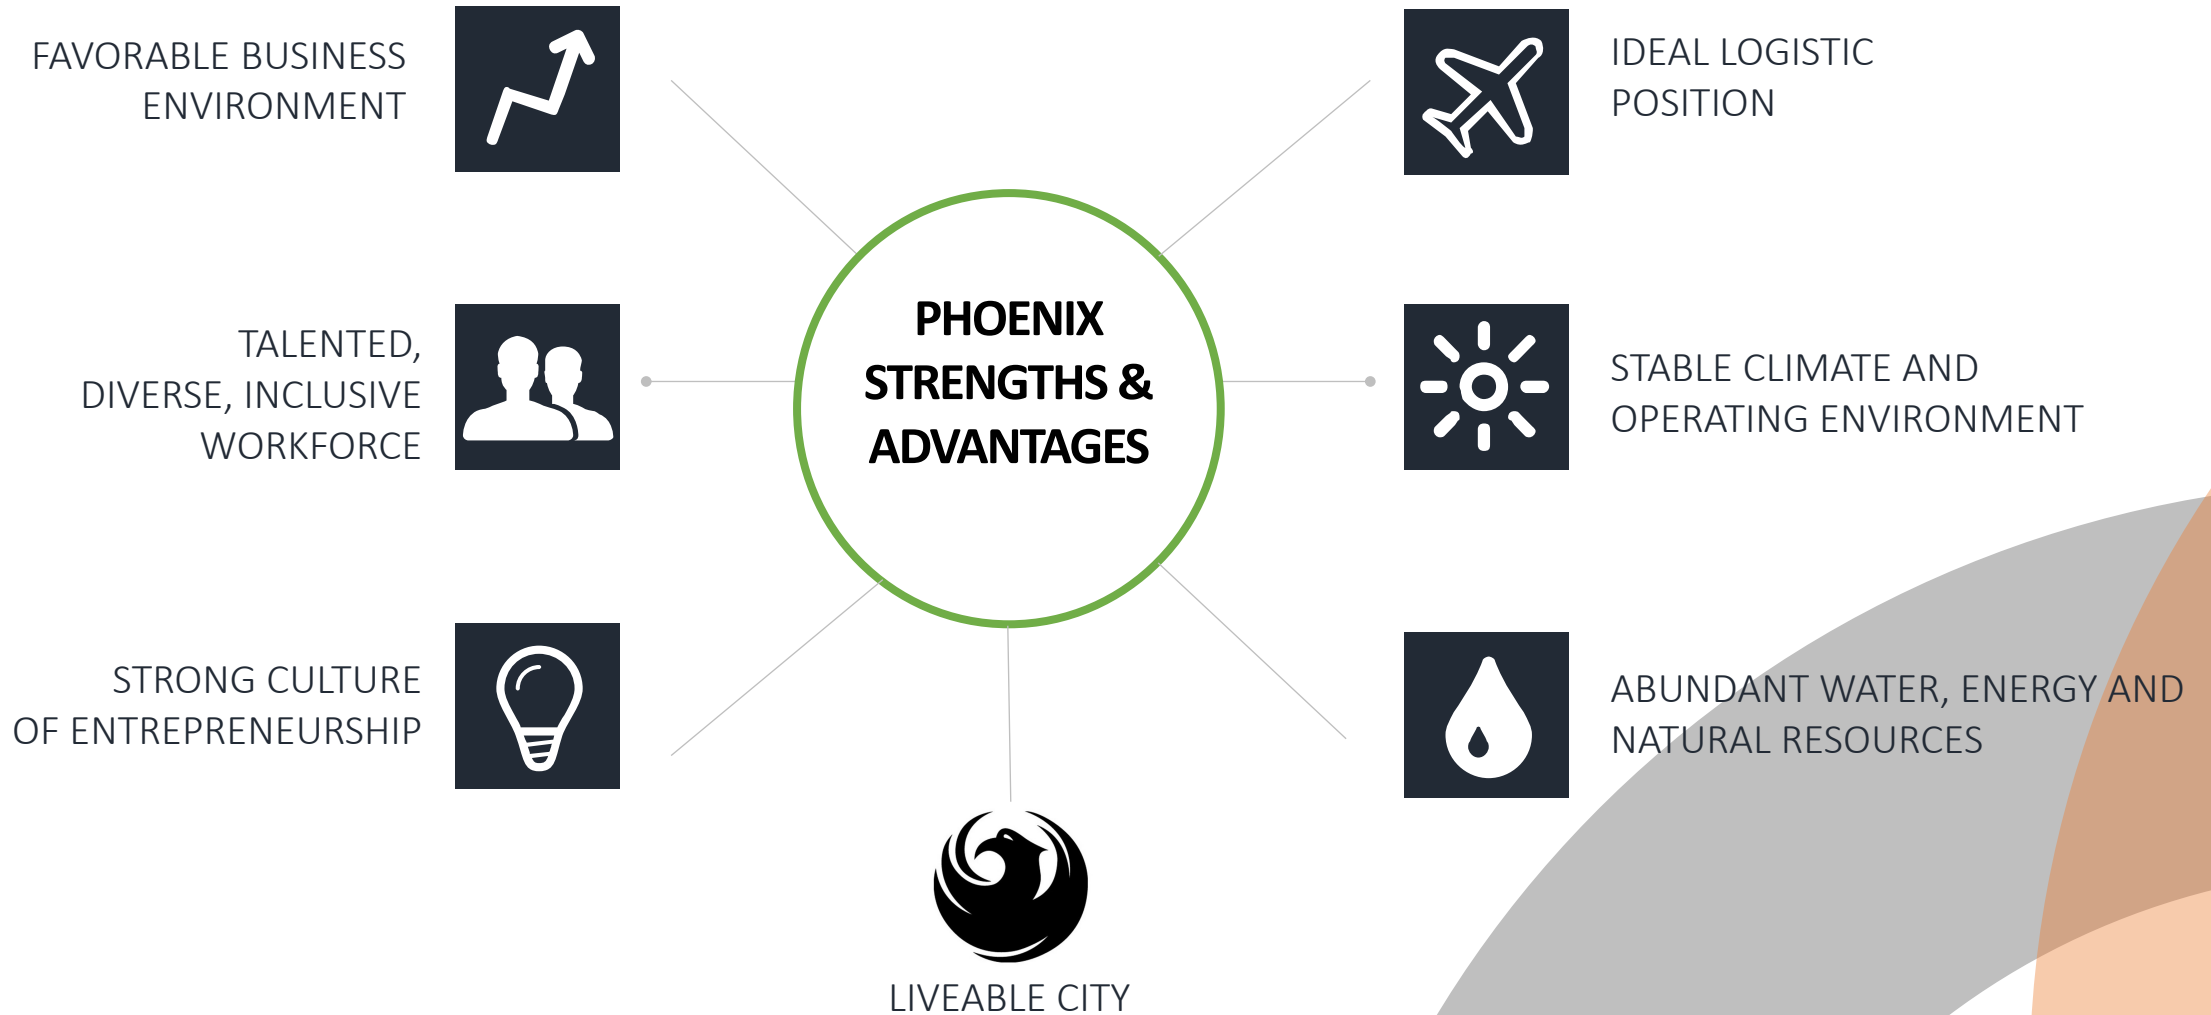 FAVORABLE BUSINESS
ENVIRONMENT
TALENTED,
DIVERSE, INCLUSIVE
WORKFORCE
STRONG CULTURE
OF ENTREPRENEURSHIP
PHOENIX
STRENGTHS &
ADVANTAGES
LIVEABLE CITY
IDEAL LOGISTIC
POSITION
STABLE CLIMATE AND
OPERATING ENVIRONMENT
ABUNDANT WATER, ENERGY AND
NATURAL RESOURCES